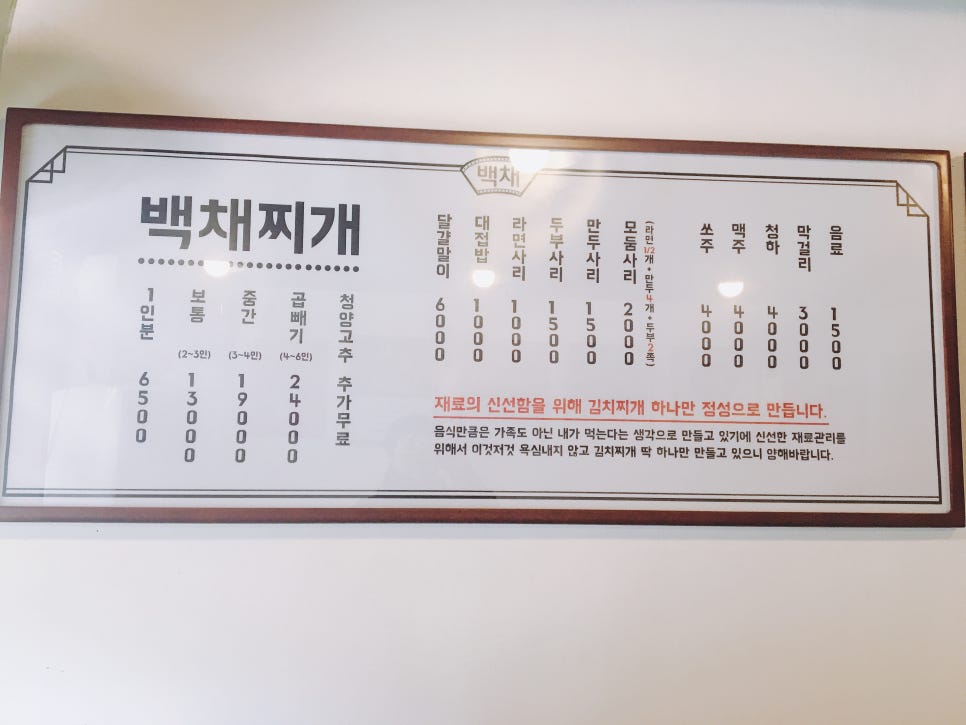 백채
백채찌개
1인분 6500
보통 (2~3인) 13000
중간 (3~4인) 19000
곱빼기 (4~6인) 24000
청양고추 추가무료
달걀말이 6000
대접밥 1000
라면사리 1000
두부사리 1500
만두사리 1500
모둠사리 2000
(라면1/2개+만두4개+두부2쪽)
쏘주 4000
맥주 4000
청하 4000
막걸리 3000
음료 1500
재료의 신선함을 위해 김치찌개 하나만 정성으로 만듭니다.
음식만큼은 가족도 아닌 내가 먹는다는 생각으로 만들고 있기에 신선한 재료관리를
위해서 이것저것 욕심내지 않고 김치찌개 딱 하나만 만들고 있으니 양해바랍니다.